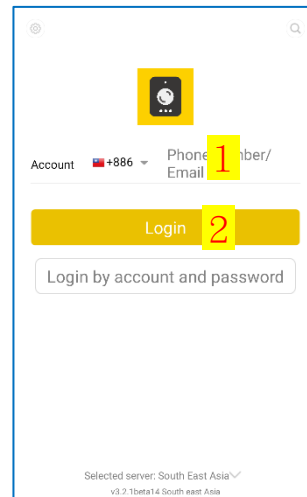 Account +886 Phone Number/
Email 1
Login 2
Login by account and password
Selected server: South East Asia
v3.2.1beta14 South east Asia